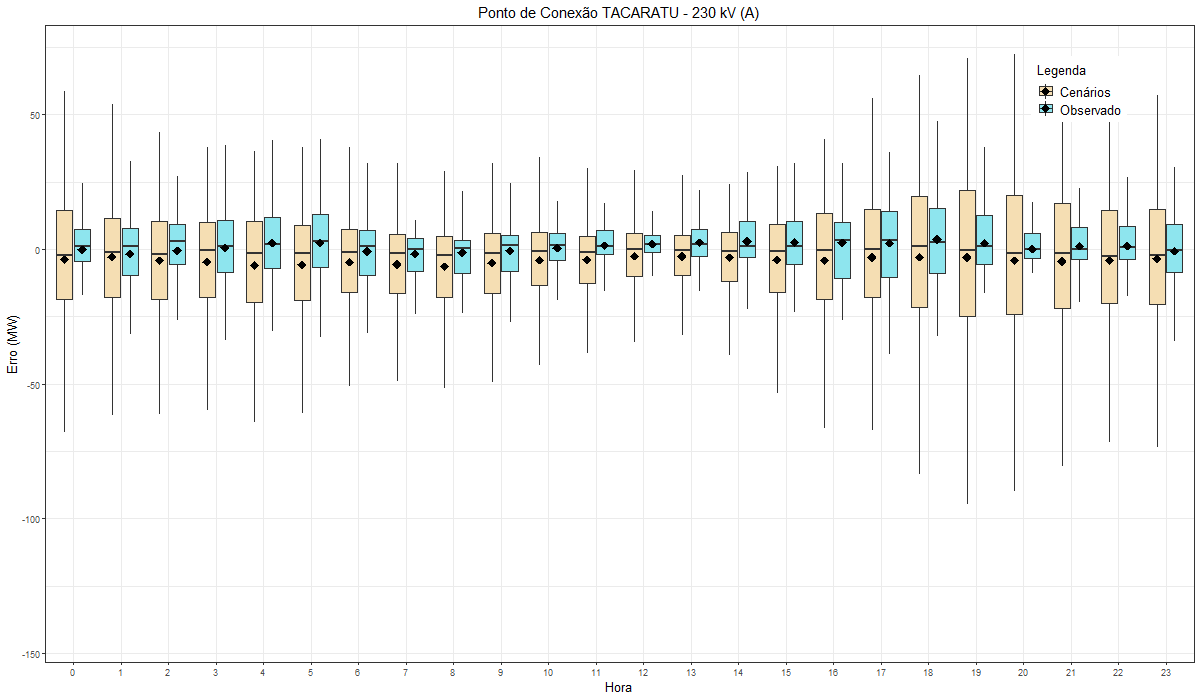 Ponto de Conexão TACARATU - 230 kV (A)
Legenda
Cenários
Observado
Erro (MW)
50
0
-50
-100
-150
0 1 2 3 4 5 6 7 8 9 10 11 12 13 14 15 16 17 18 19 20 21 22 23
Hora